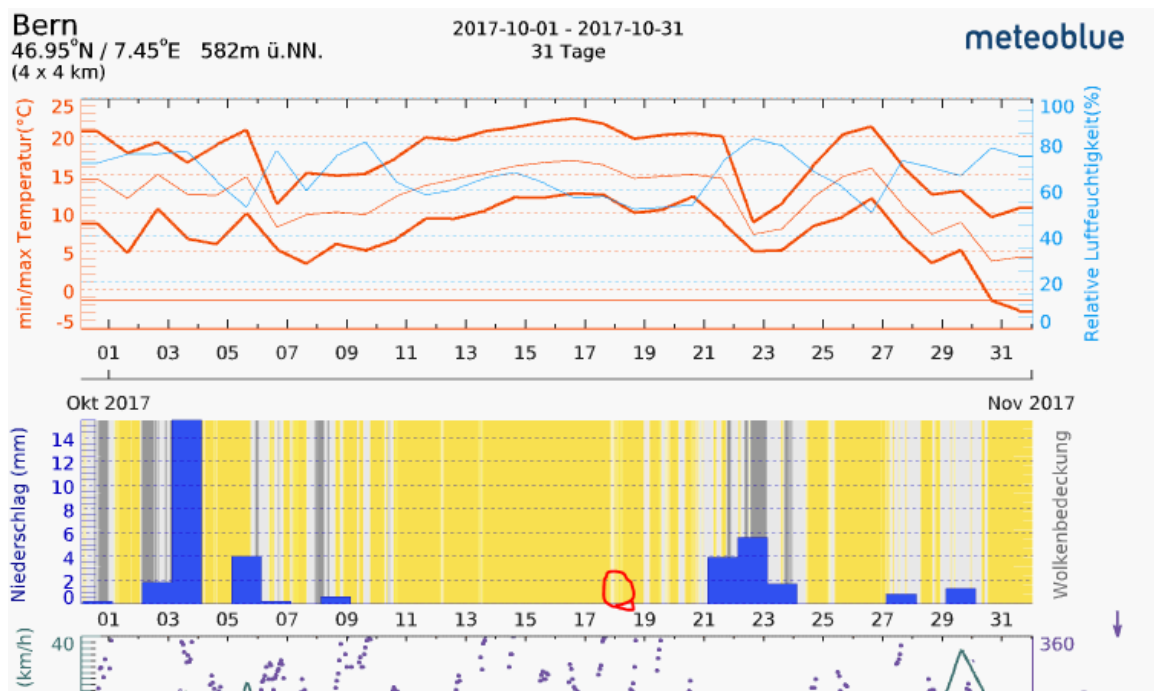 Bern
46.95°N / 7.45°E 582m ü.NN.
(4 x 4 km)
2017-10-01 - 2017-10-31
31 Tage
meteoblue
min/max Temperatur(°C)
25
20
15
10
5
0
-5
100
80
60
40
20
0
Relative Luftfeuchtigkeit(%)
01 03 05 07 09 11 13 15 17 19 21 23 25 27 29 31
Okt 2017 Nov 2017
Niederschlag (mm)
14
12
10
8
6
4
2
0
Wolkenbedeckung
01 03 05 07 09 11 13 15 17 19 21 23 25 27 29 31
(km/h)
40
360